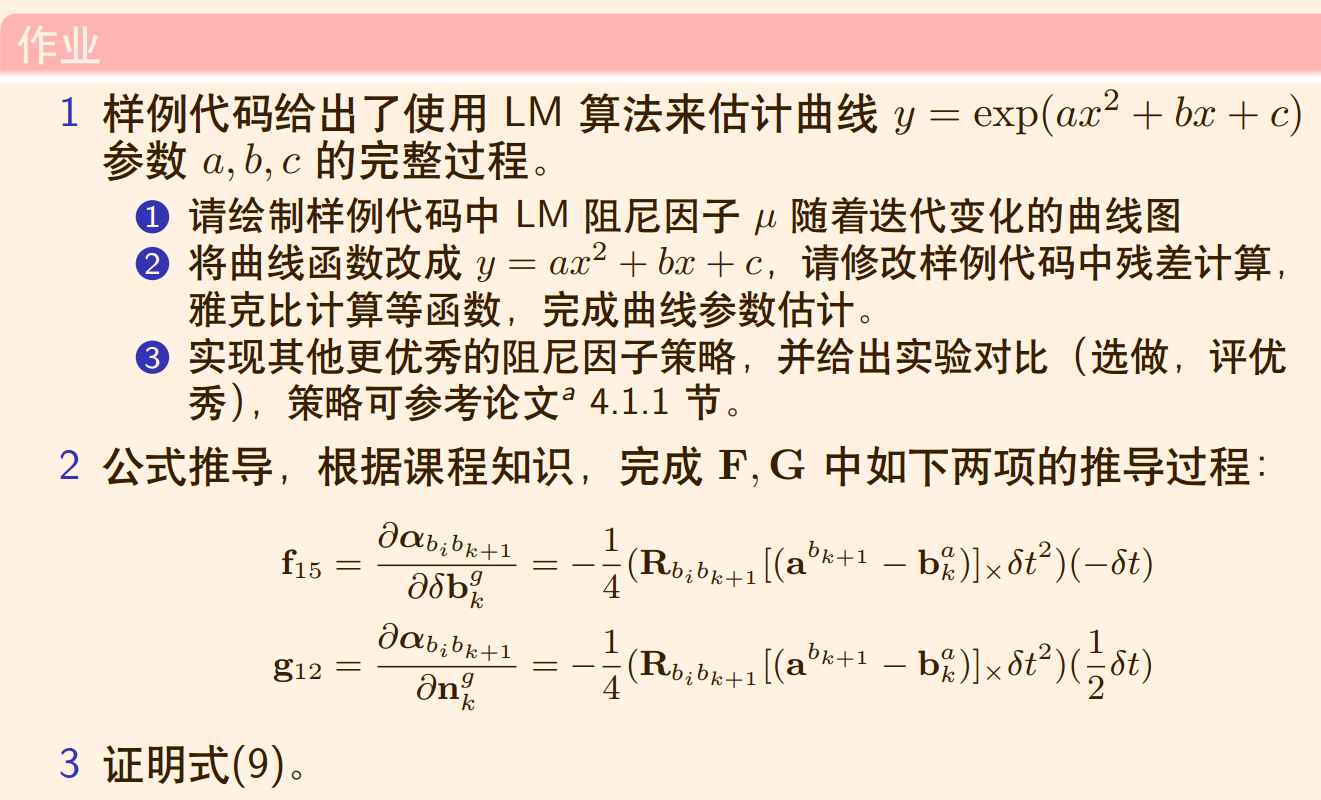 作业
1 样例代码给出了使用 LM 算法来估计曲线 $y = \exp(ax^2 + bx + c)$
参数 $a, b, c$ 的完整过程。
❶ 请绘制样例代码中 LM 阻尼因子 $\mu$ 随着迭代变化的曲线图
❷ 将曲线函数改成 $y = ax^2 + bx + c$，请修改样例代码中残差计算，
雅克比计算等函数，完成曲线参数估计。
❸ 实现其他更优秀的阻尼因子策略，并给出实验对比（选做，评优
秀），策略可参考论文$^a$ 4.1.1 节。
2 公式推导，根据课程知识，完成 $\mathbf{F}, \mathbf{G}$ 中如下两项的推导过程：
$\mathbf{f}_{15} = \frac{\partial \boldsymbol{\alpha}_{b_i b_{k+1}}}{\partial \delta \mathbf{b}_k^g} = -\frac{1}{4}(\mathbf{R}_{b_i b_{k+1}}[(\mathbf{a}^{b_{k+1}} - \mathbf{b}_k^a)]_\times \delta t^2)(-\delta t)$
$\mathbf{g}_{12} = \frac{\partial \boldsymbol{\alpha}_{b_i b_{k+1}}}{\partial \mathbf{n}_k^g} = -\frac{1}{4}(\mathbf{R}_{b_i b_{k+1}}[(\mathbf{a}^{b_{k+1}} - \mathbf{b}_k^a)]_\times \delta t^2)(\frac{1}{2}\delta t)$
3 证明式(9)。